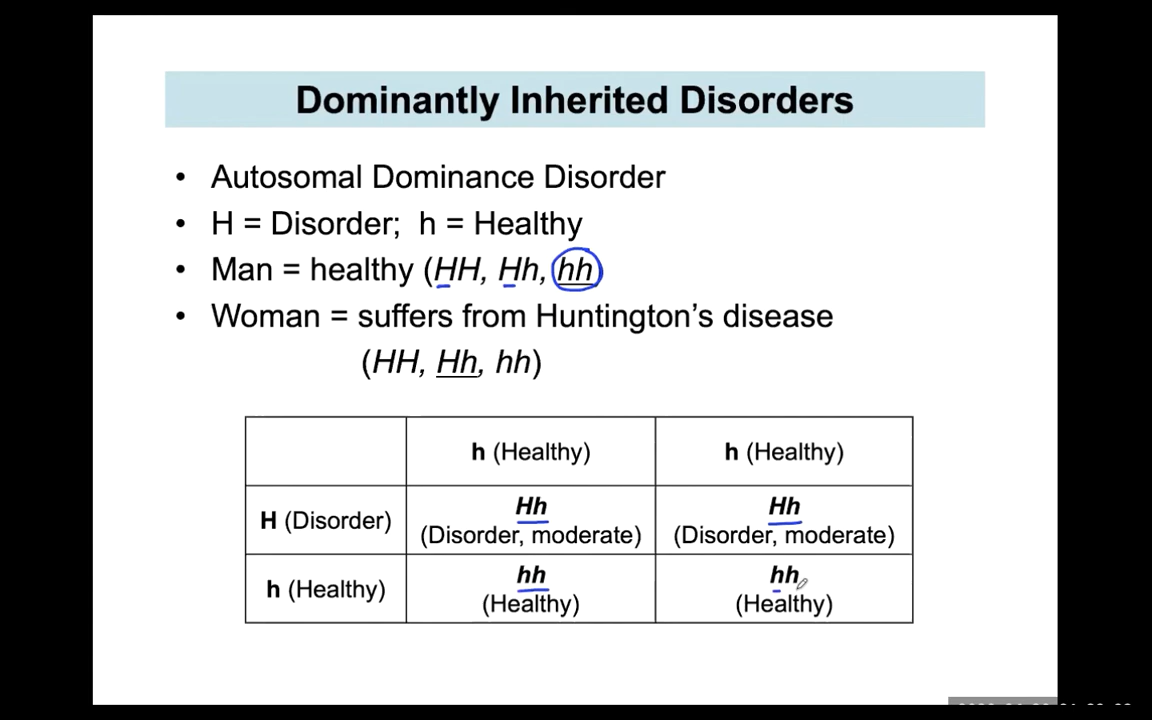 Dominantly Inherited Disorders
• Autosomal Dominance Disorder
• H = Disorder; h = Healthy
• Man = healthy (HH, Hh, hh)
• Woman = suffers from Huntington’s disease
(HH, Hh, hh)
h (Healthy) h (Healthy)
H (Disorder) Hh (Disorder, moderate) Hh (Disorder, moderate)
h (Healthy) hh (Healthy) hh (Healthy)